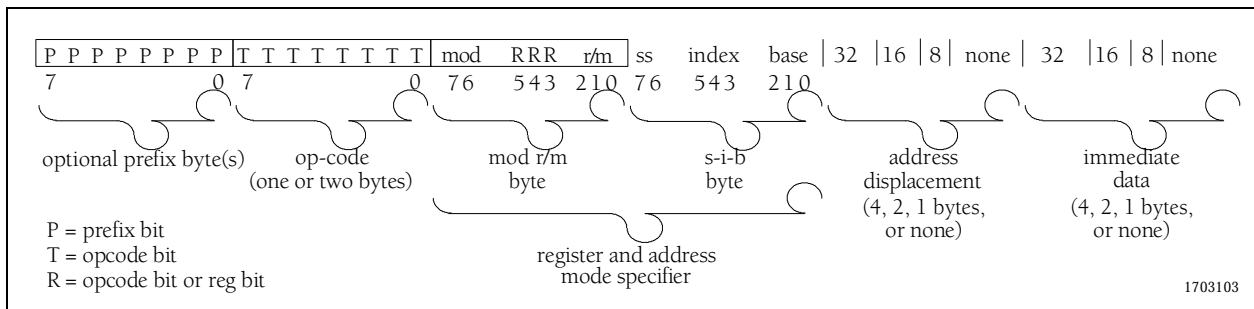 P P P P P P P P T T T T T T T T mod RRR r/m ss index base 32 16 8 none 32 16 8 none
7 0 7 0 76 543 210 76 543 210
optional prefix byte(s) op-code mod r/m s-i-b address immediate
(one or two bytes) byte byte displacement data
(4, 2, 1 bytes, (4, 2, 1 bytes,
or none) or none)
P = prefix bit
T = opcode bit
R = opcode bit or reg bit
register and address
mode specifier
1703103